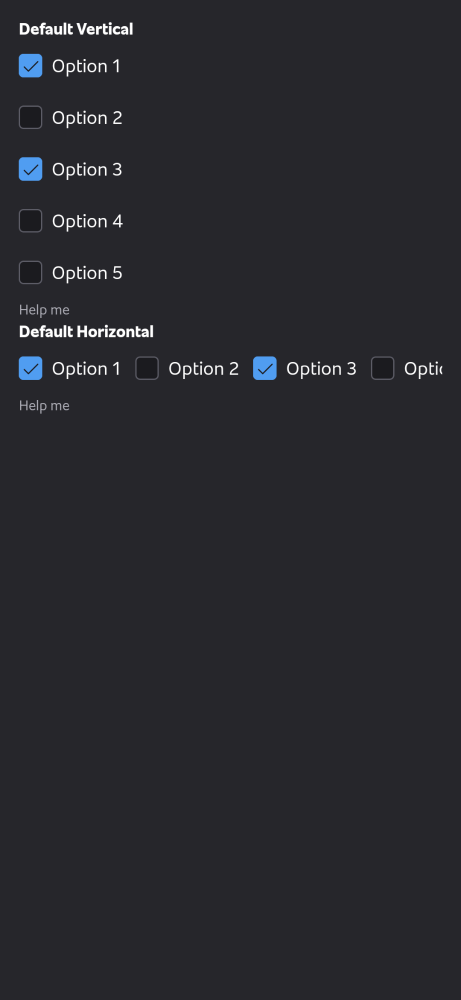 Default Vertical
Option 1
Option 2
Option 3
Option 4
Option 5
Help me
Default Horizontal
Option 1 Option 2 Option 3
Help me